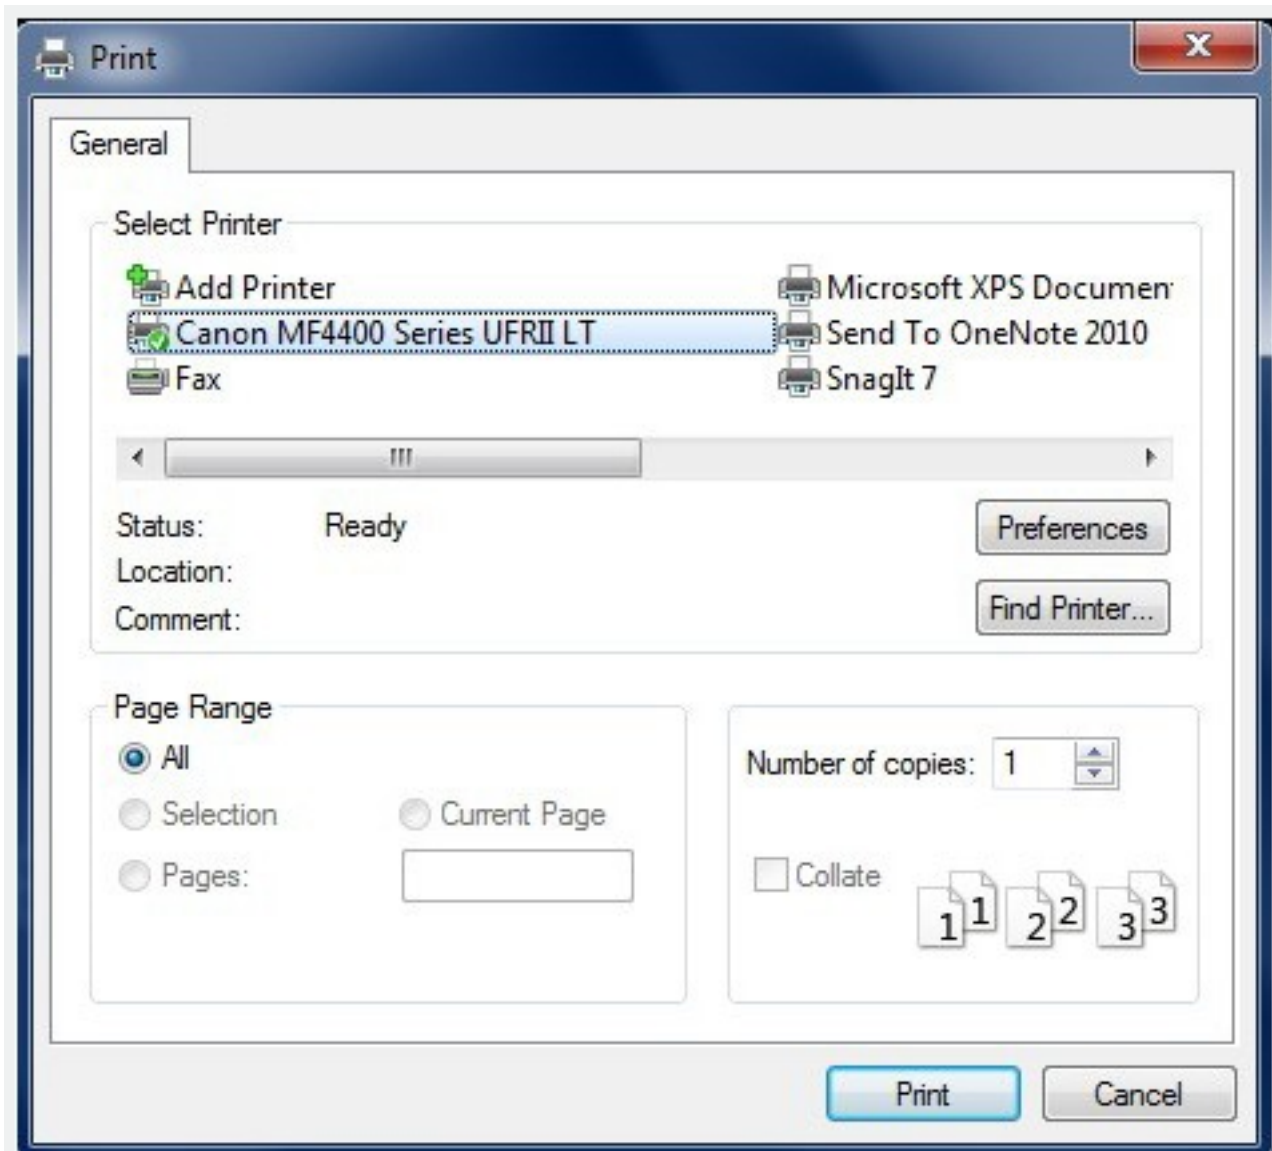 Print
General
Select Printer
Add Printer
Microsoft XPS Documen
Canon MF4400 Series UFRII LT
Send To OneNote 2010
Fax
SnagIt 7
Status: Ready
Preferences
Location:
Comment:
Find Printer...
Page Range
All
Number of copies: 1
Selection
Current Page
Pages:
Collate
1 1 2 2 3 3
Print
Cancel